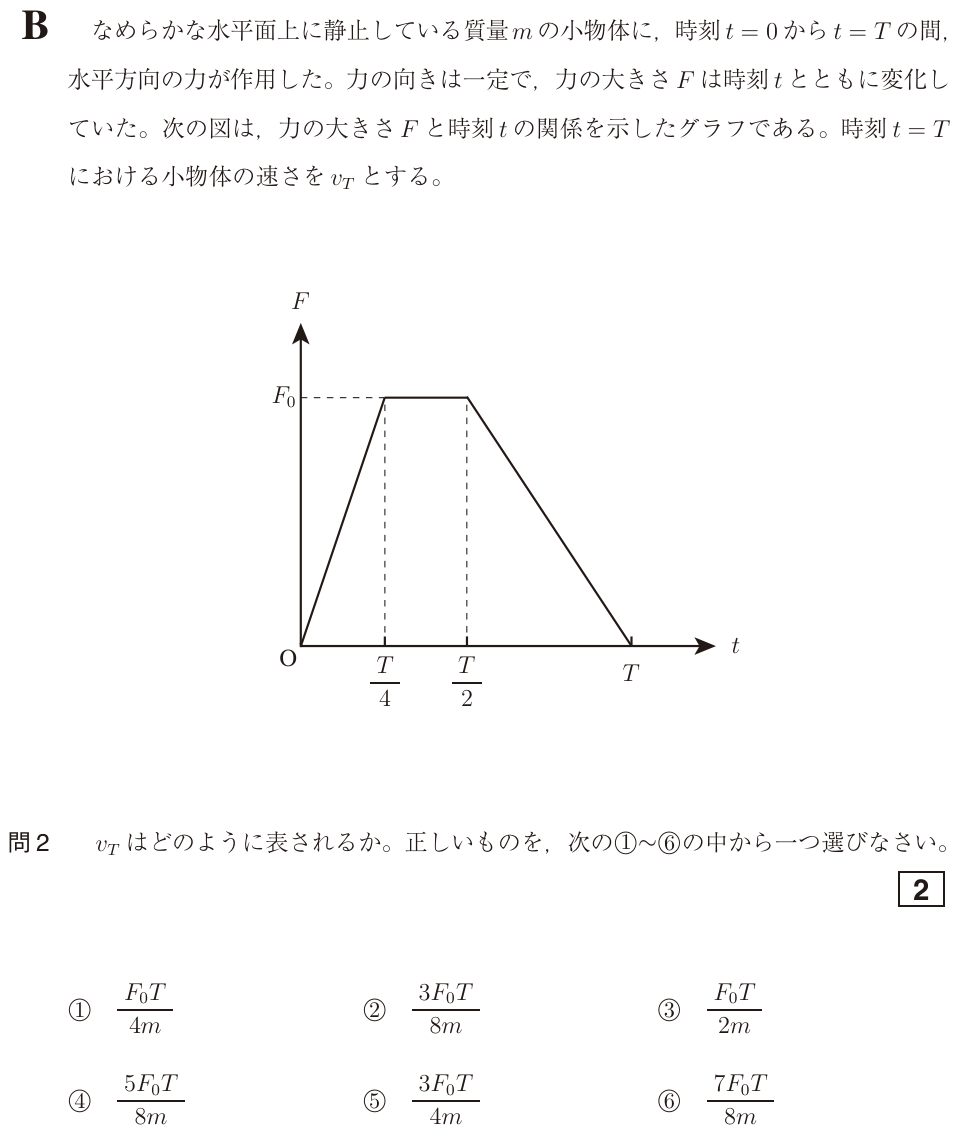 B なめらかな水平面上に静止している質量 m の小物体に，時刻 t = 0 から t = T の間，
水平方向の力が作用した。力の向きは一定で，力の大きさ F は時刻 t とともに変化し
ていた。次の図は，力の大きさ F と時刻 t の関係を示したグラフである。時刻 t = T
における小物体の速さを v_T とする。
F
F₀
O
T/4 T/2 T
t
問2 v_T はどのように表されるか。正しいものを，次の①～⑥の中から一つ選びなさい。
2
① F₀T/4m ② 3F₀T/8m ③ F₀T/2m
④ 5F₀T/8m ⑤ 3F₀T/4m ⑥ 7F₀T/8m